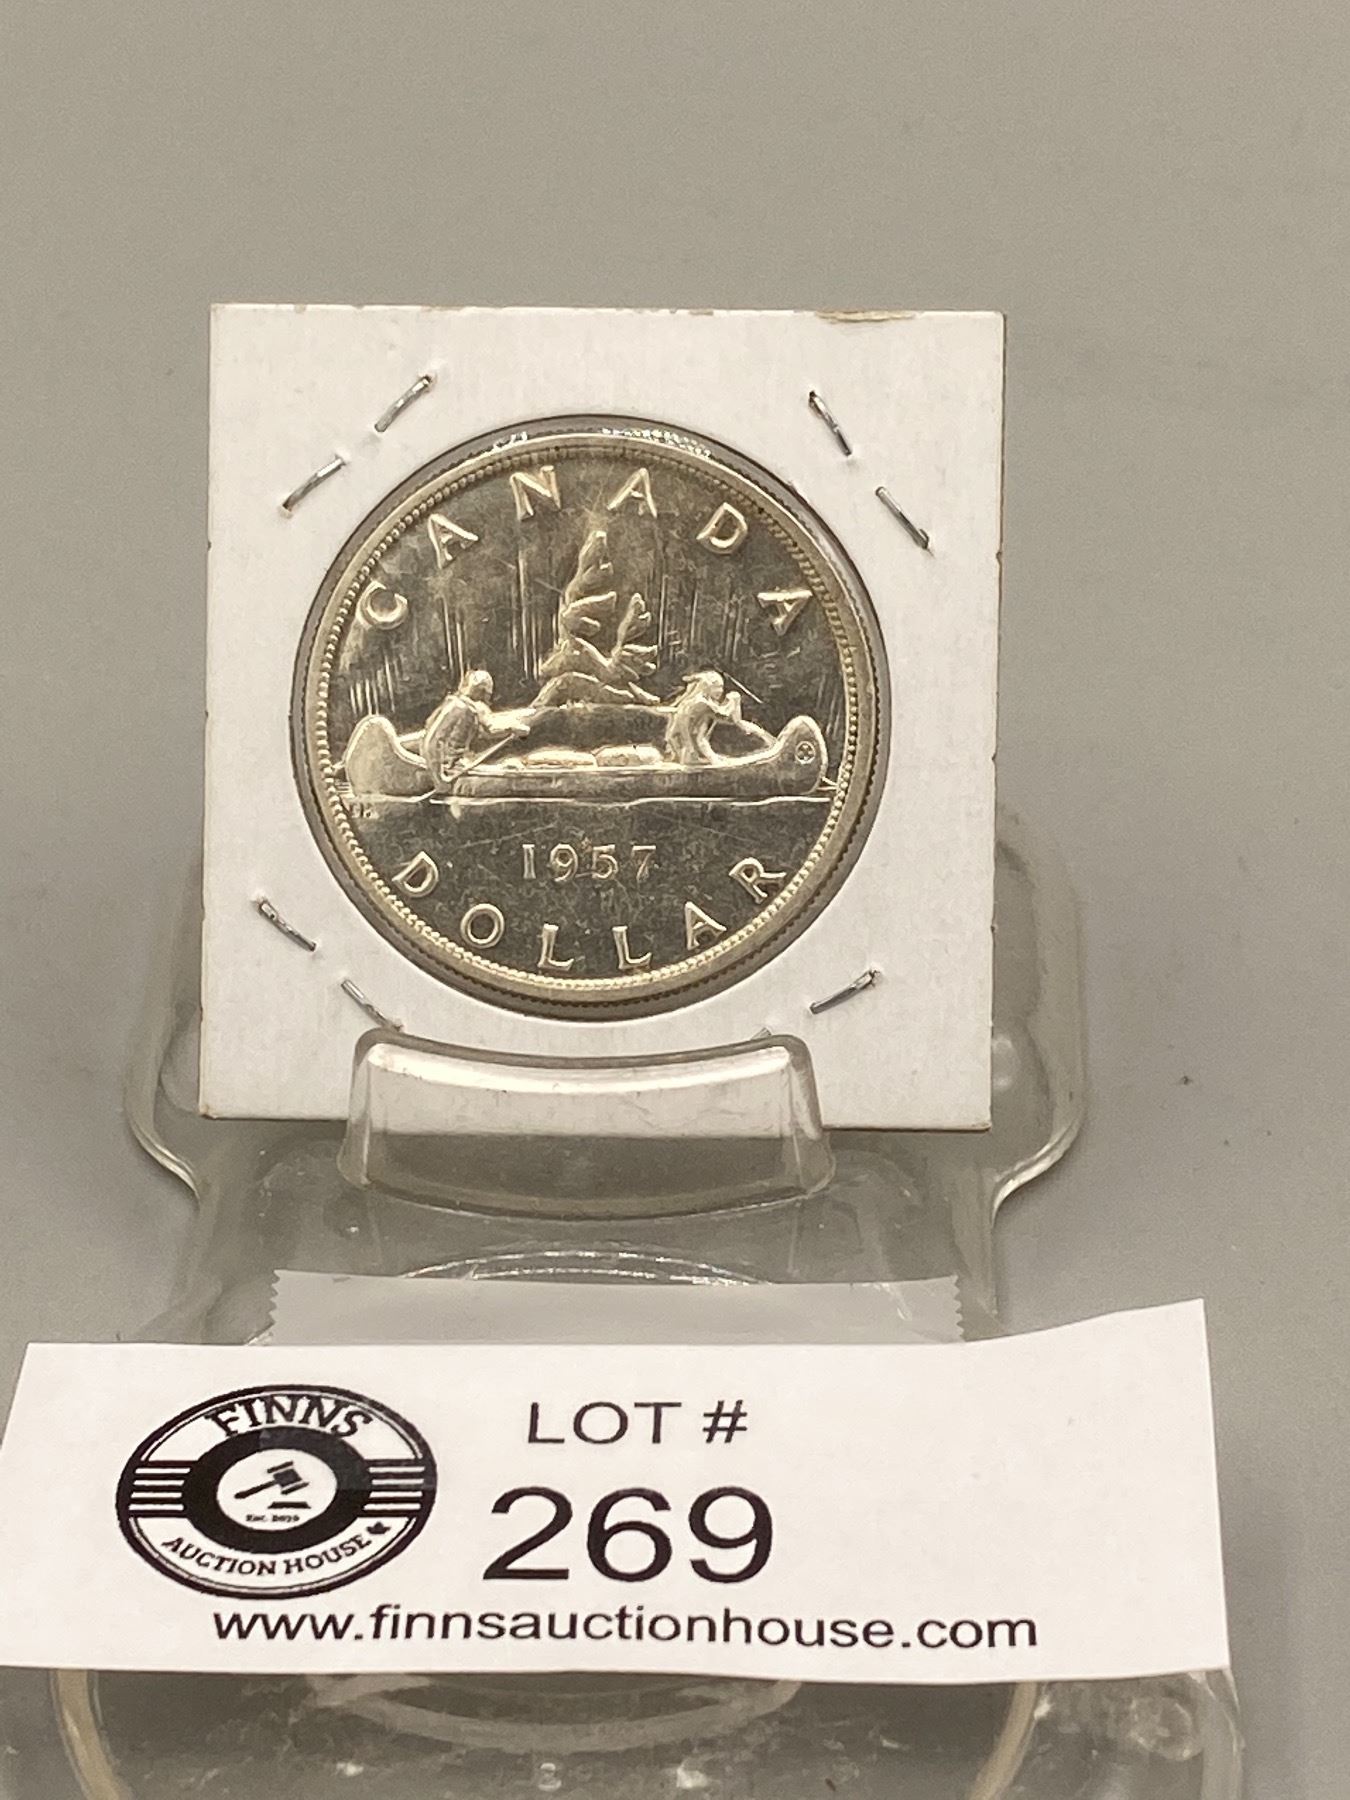 CANADA
1957
DOLLAR
FINNS
AUCTION HOUSE
LOT #
269
www.finnsauctionhouse.com